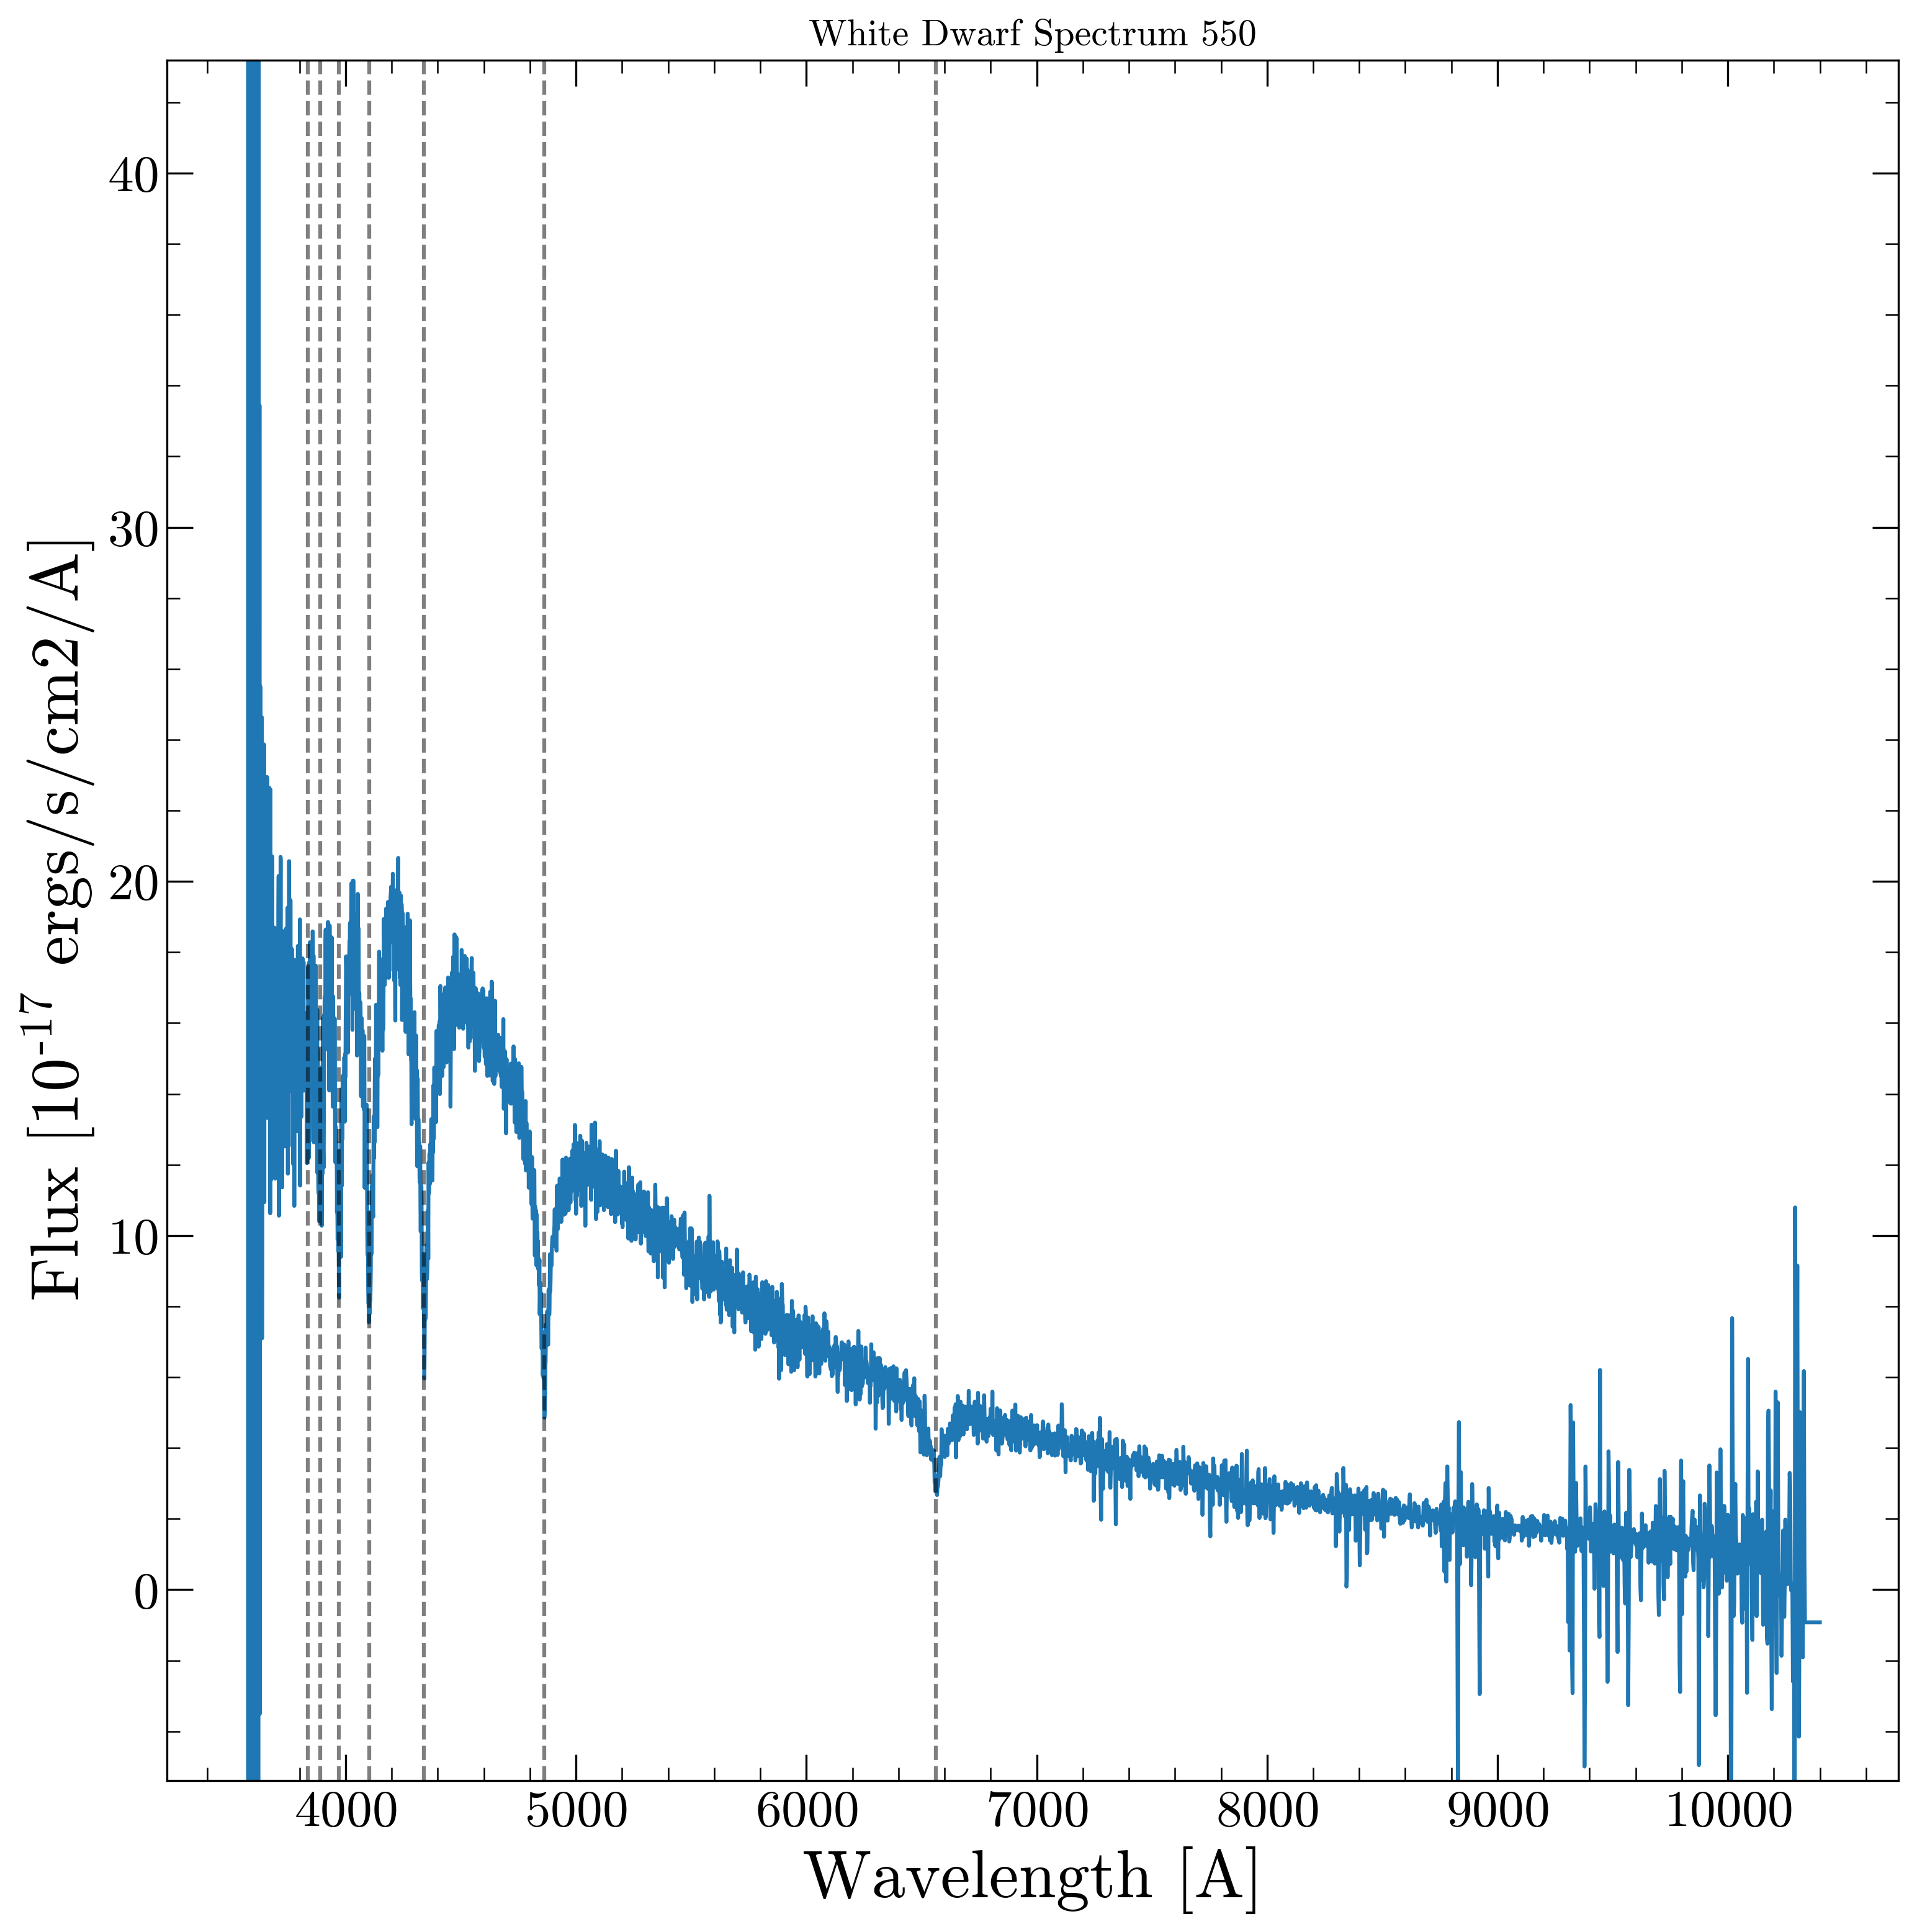 White Dwarf Spectrum 550
40
30
20
10
0
Flux [10⁻¹⁷ ergs/s/cm2/A]
4000 5000 6000 7000 8000 9000 10000
Wavelength [A]